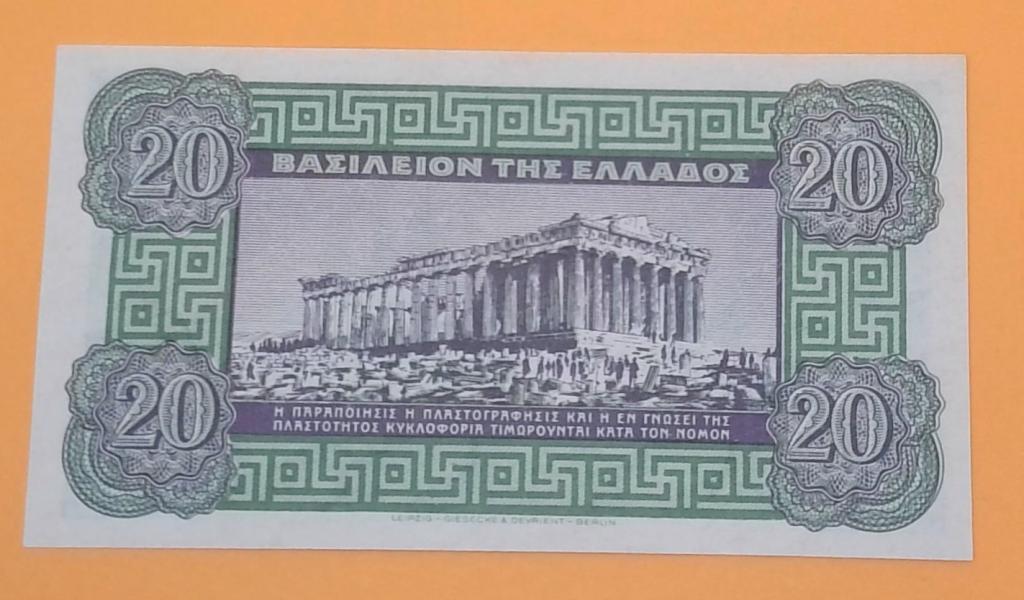 20 20
ΒΑΣΙΛΕΙΟΝ ΤΗΣ ΕΛΛΑΔΟΣ
Η ΠΑΡΑΠΟΙΗΣΙΣ Η ΠΛΑΣΤΟΓΡΑΦΗΣΙΣ ΚΑΙ Η ΕΝ ΓΝΩΣΕΙ ΤΗΣ
ΠΛΑΣΤΟΤΗΤΟΣ ΚΥΚΛΟΦΟΡΙΑ ΤΙΜΩΡΟΥΝΤΑΙ ΚΑΤΑ ΤΟΝ ΝΟΜΟΝ
20 20
LEIPZIG - GIESECKE & DEVRIENT - BERLIN